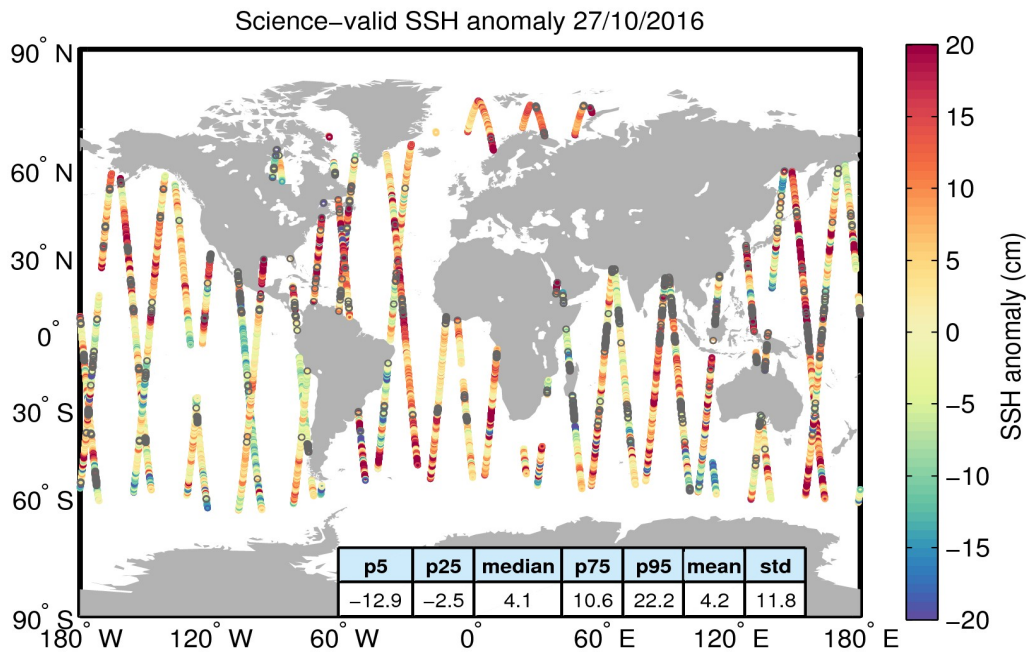 Science−valid SSH anomaly 27/10/2016
90° N
60° N
30° N
0°
30° S
60° S
90° S
180° W
120° W
60° W
0°
60° E
120° E
180° E
p5 p25 median p75 p95 mean std
−12.9 −2.5 4.1 10.6 22.2 4.2 11.8
20
15
10
5
0
−5
−10
−15
−20
SSH anomaly (cm)